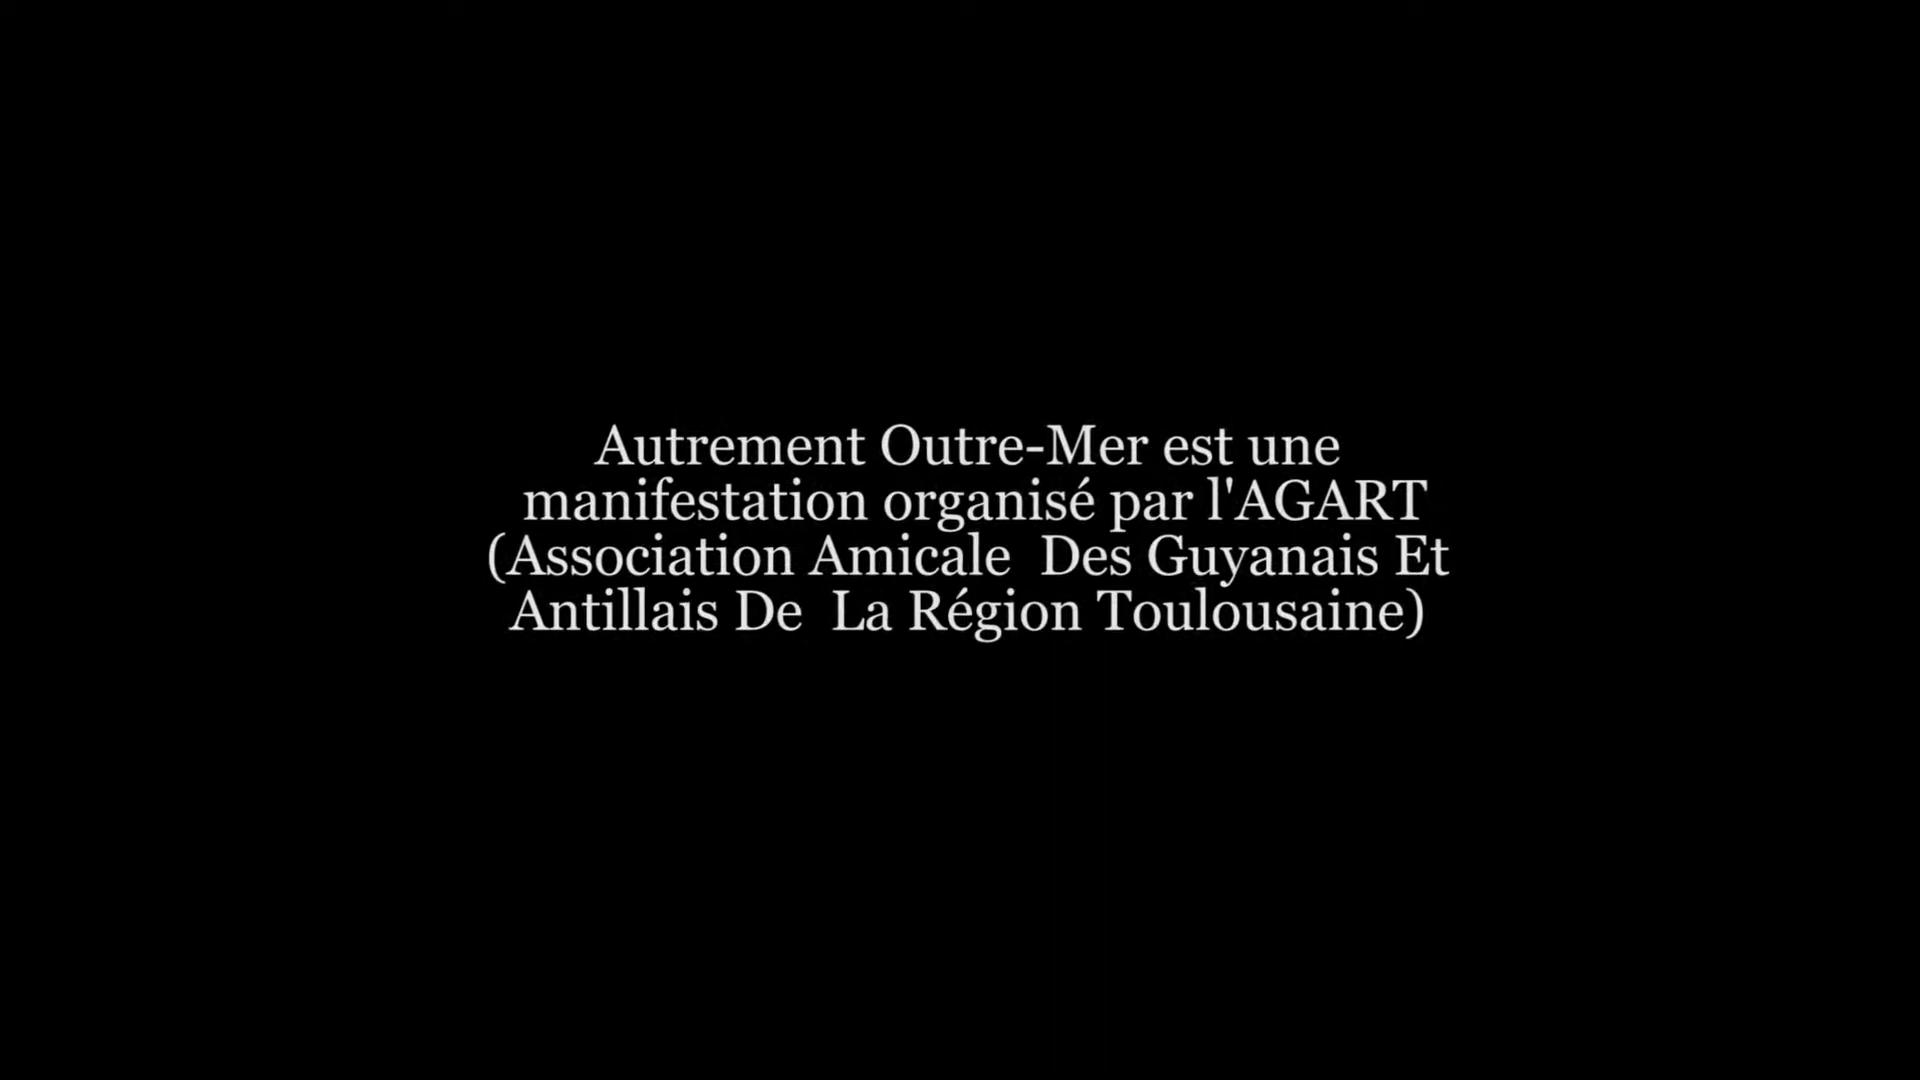 Autrement Outre-Mer est une
manifestation organisé par l'AGART
(Association Amicale  Des Guyanais Et
Antillais De  La Région Toulousaine)